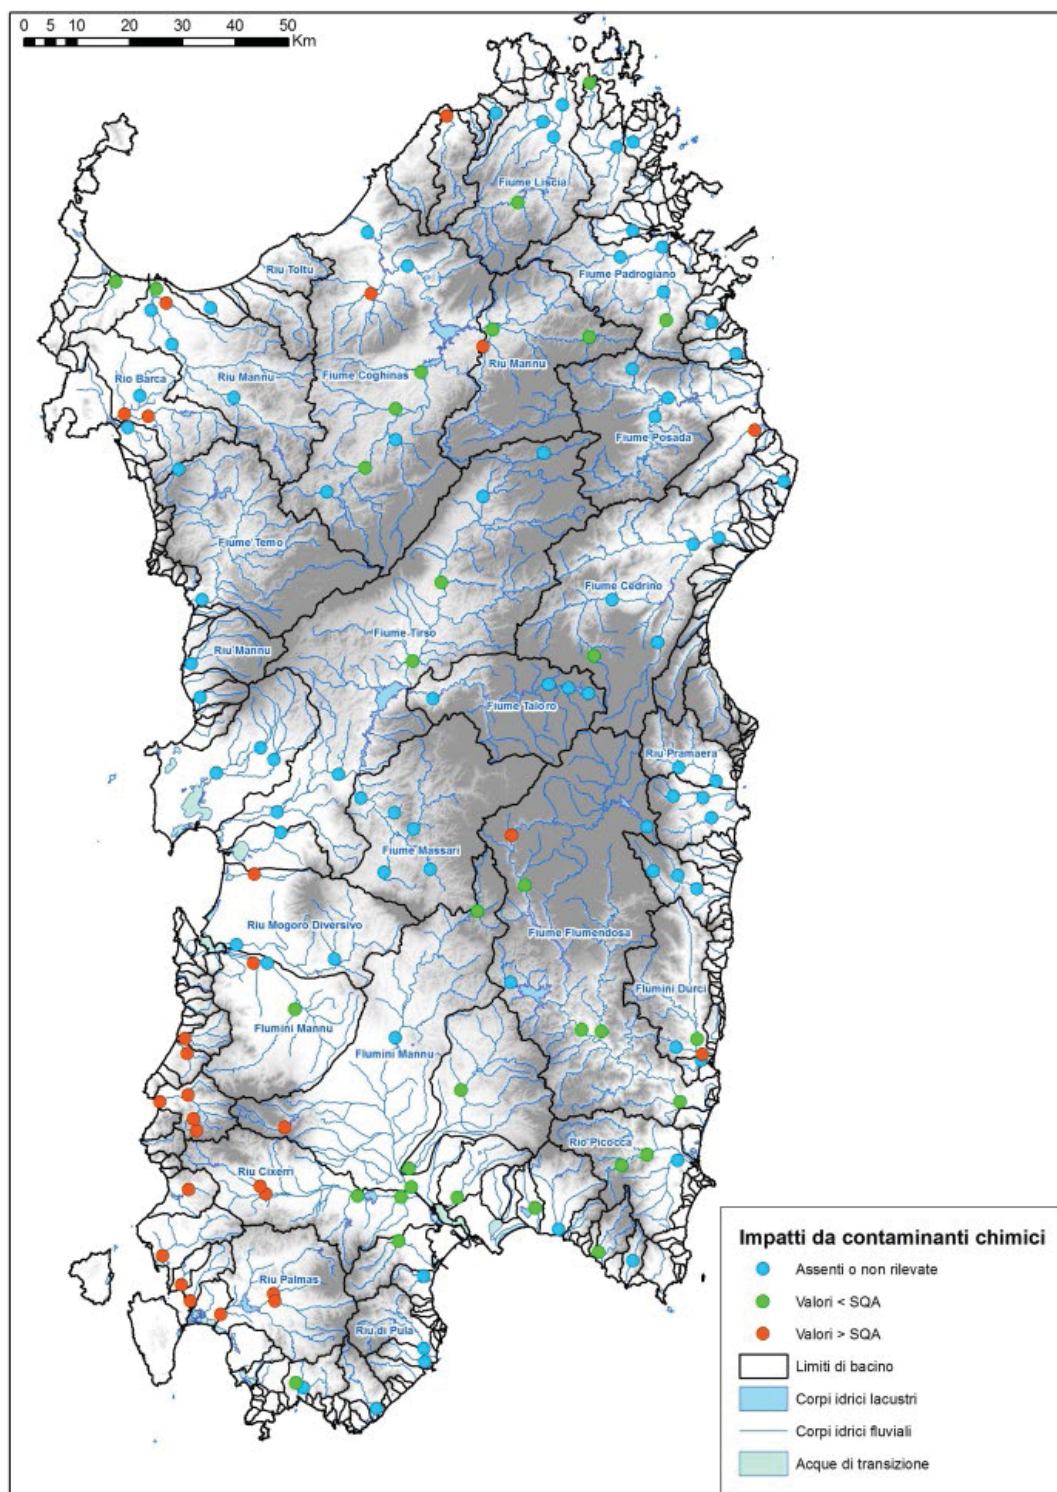 0 5 10 20 30 40 50
Km
Fiume Liscia
Riu Toltu
Fiume Padrogiano
Riu Mannu
Fiume Coghinas
Rio Barca
Riu Mannu
Fiume Posada
Fiume Temo
Fiume Cedrino
Fiume Tirso
Riu Mannu
Fiume Taloro
Riu Pramaera
Fiume Massari
Riu Mogoro Diversivo
Fiume Flumendosa
Flumini Durci
Flumini Mannu
Flumini Mannu
Rio Picocca
Riu Cixerri
Riu Palmas
Riu di Pula
Impatti da contaminanti chimici
Assenti o non rilevate
Valori < SQA
Valori > SQA
Limiti di bacino
Corpi idrici lacustri
Corpi idrici fluviali
Acque di transizione